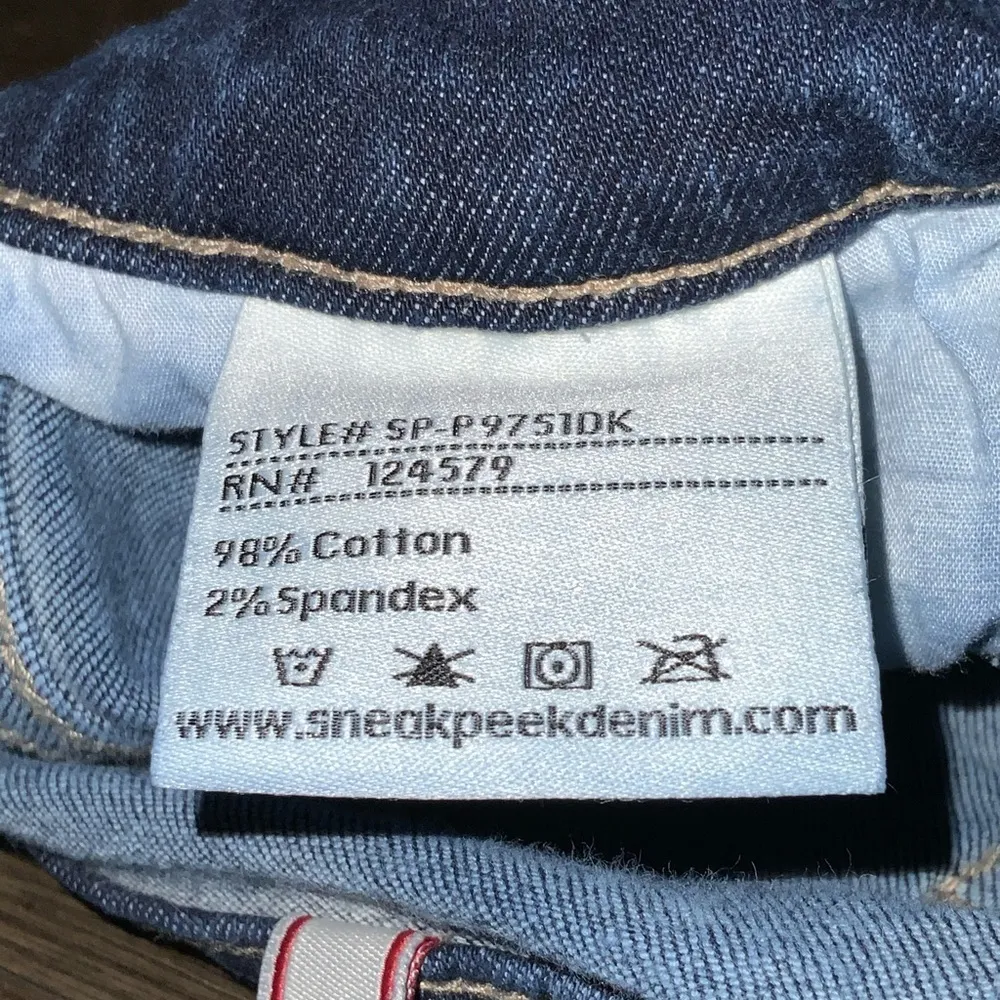 STYLE# SP-P9751DK
RN# 124579
98% Cotton
2% Spandex
www.sneakpeekdenim.com